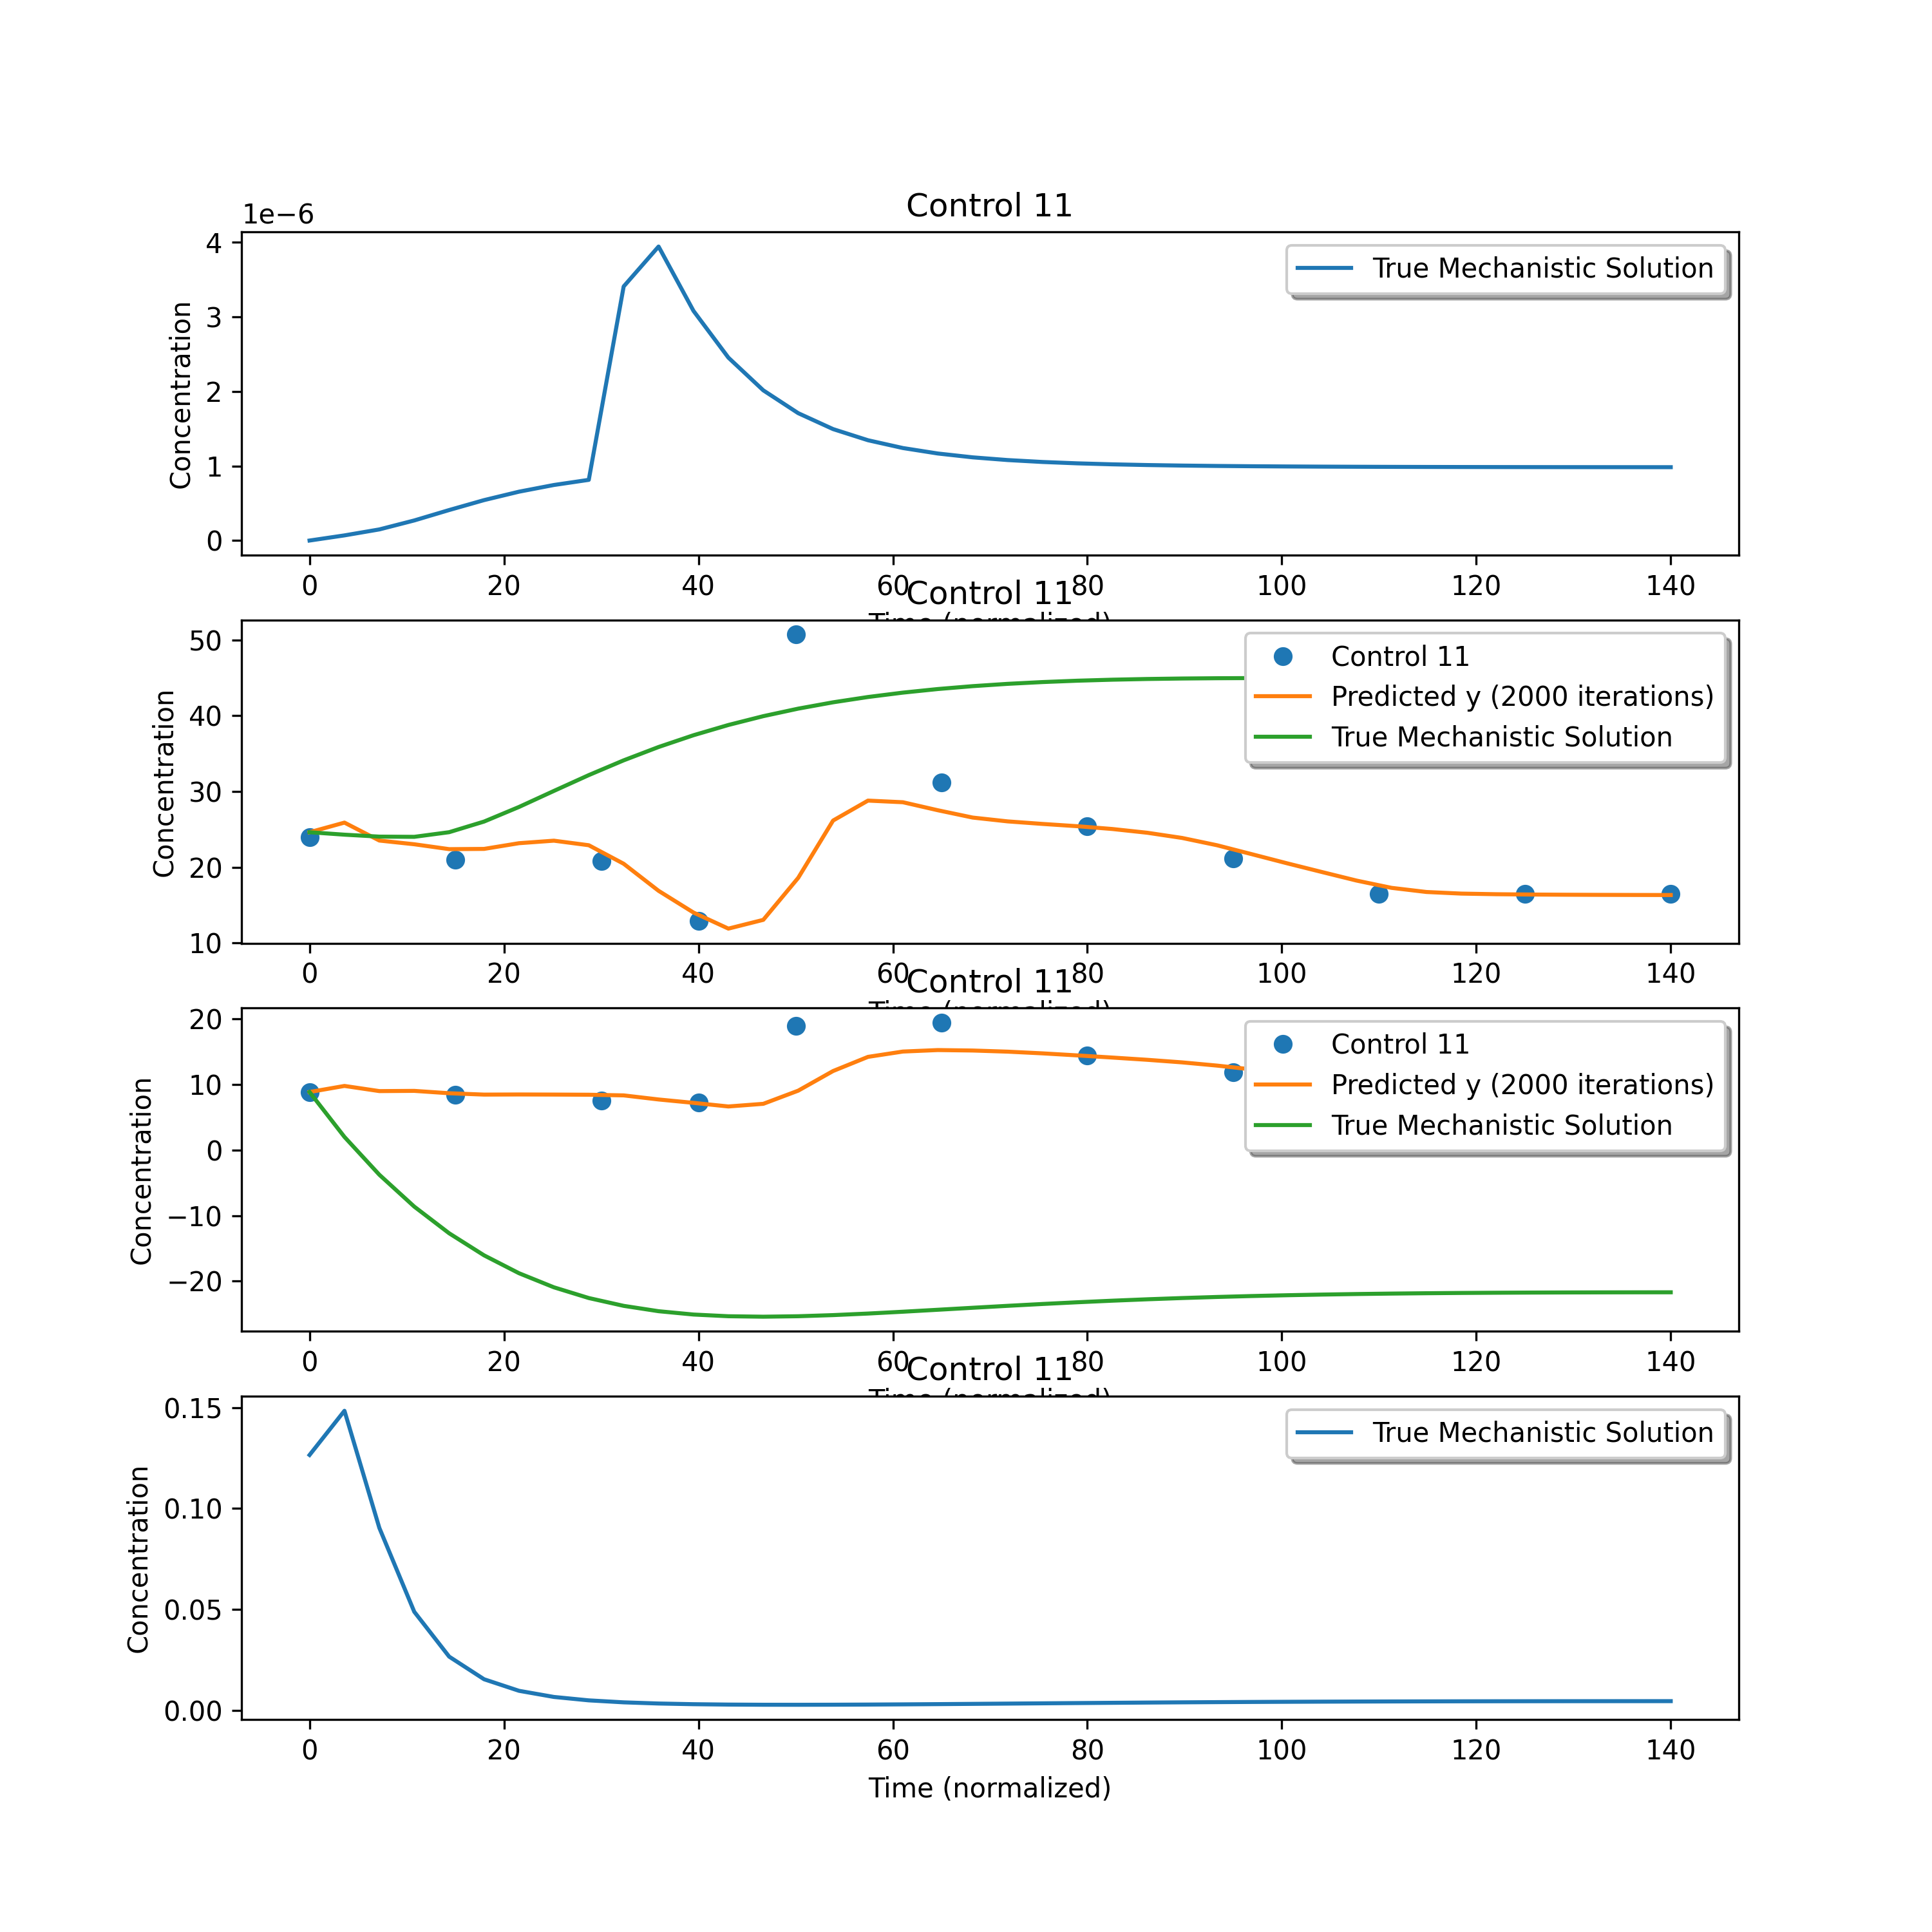 Control 11
1e−6
4
3
2
1
0
Concentration
True Mechanistic Solution
0 20 40 60 80 100 120 140
Control 11
50
40
30
20
10
Concentration
Control 11
Predicted y (2000 iterations)
True Mechanistic Solution
0 20 40 60 80 100 120 140
Control 11
20
10
0
−10
−20
Concentration
Control 11
Predicted y (2000 iterations)
True Mechanistic Solution
0 20 40 60 80 100 120 140
Control 11
0.15
0.10
0.05
0.00
Concentration
True Mechanistic Solution
0 20 40 60 80 100 120 140
Time (normalized)